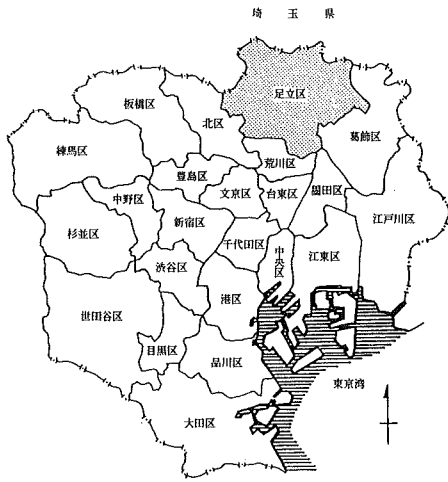 埼玉県
足立区
板橋区
北区
葛飾区
練馬区
荒川区
豊島区
文京区
台東区
墨田区
中野区
新宿区
江戸川区
杉並区
千代田区
中央区
江東区
渋谷区
世田谷区
港区
目黒区
品川区
東京湾
大田区